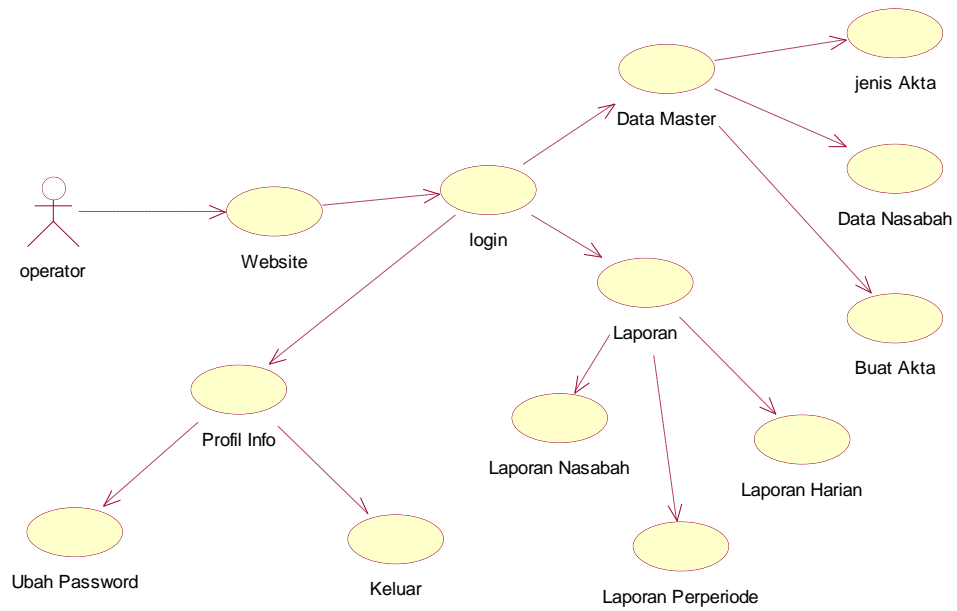 jenis Akta
Data Master
Data Nasabah
login
operator
Website
Laporan
Buat Akta
Profil Info
Laporan Nasabah
Laporan Harian
Ubah Password
Keluar
Laporan Perperiode